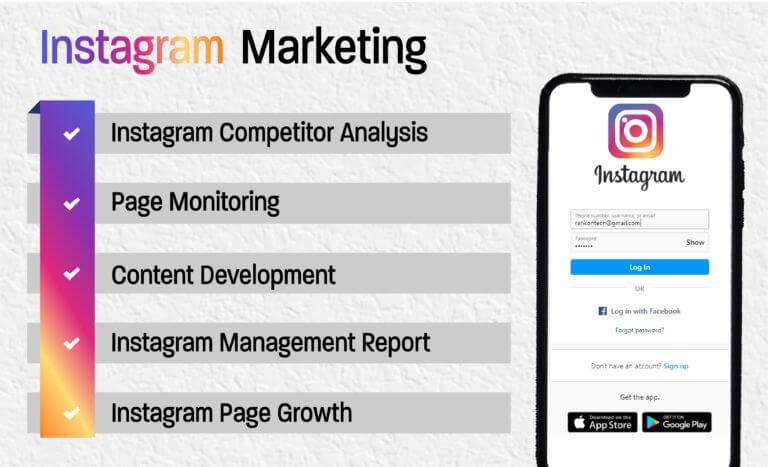 Instagram Marketing
Instagram Competitor Analysis
Page Monitoring
Content Development
Instagram Management Report
Instagram Page Growth
Instagram
Phone number, username, or email
rankontech@gmail.com
Password
•••••••
Show
Log In
OR
Log in with Facebook
Forgot password?
Don't have an account? Sign up
Get the app.
Download on the
App Store
GET IT ON
Google Play